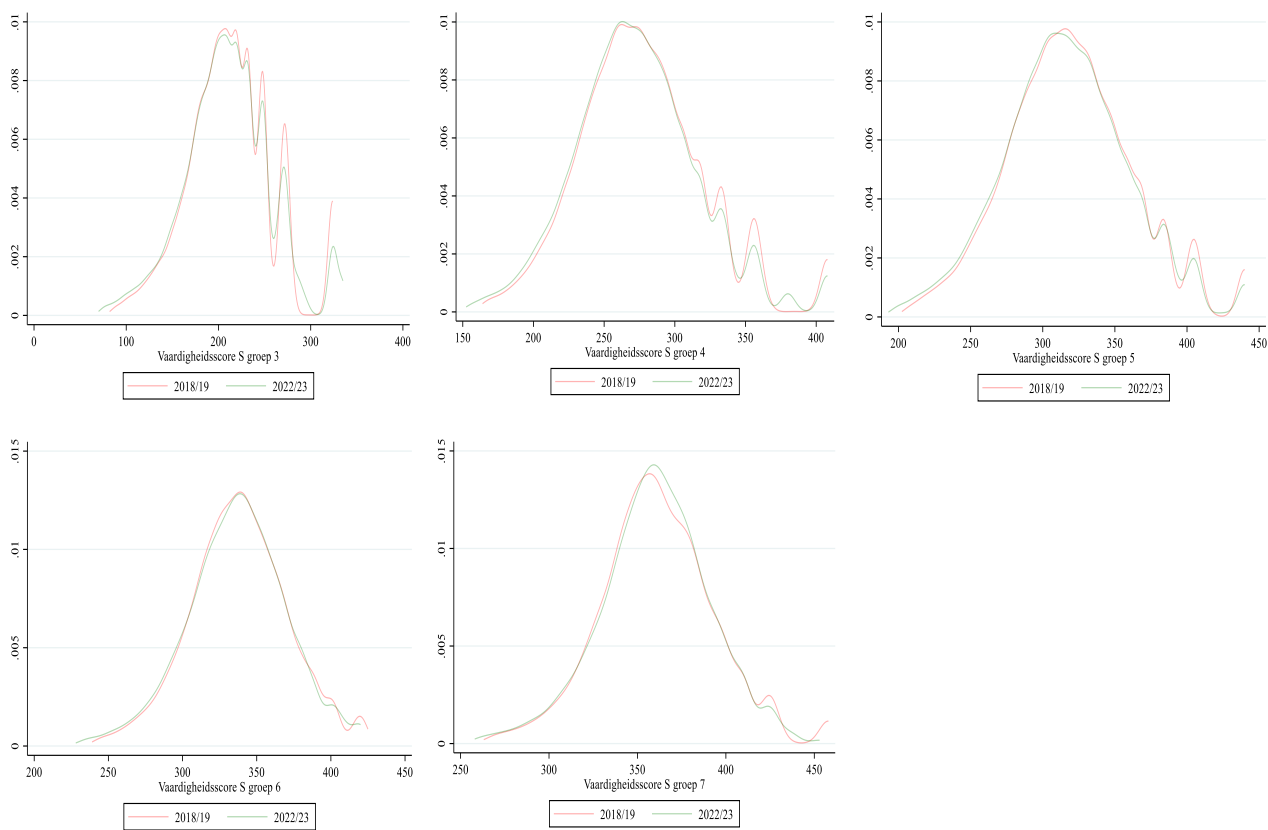 0 .002 .004 .006 .008 .01
0 100 200 300 400
Vaardigheidsscore S groep 3
2018/19 2022/23
0 .002 .004 .006 .008 .01
150 200 250 300 350 400
Vaardigheidsscore S groep 4
2018/19 2022/23
0 .002 .004 .006 .008 .01
200 250 300 350 400 450
Vaardigheidsscore S groep 5
2018/19 2022/23
0 .005 .01 .015
200 250 300 350 400 450
Vaardigheidsscore S groep 6
2018/19 2022/23
0 .005 .01 .015
250 300 350 400 450
Vaardigheidsscore S groep 7
2018/19 2022/23